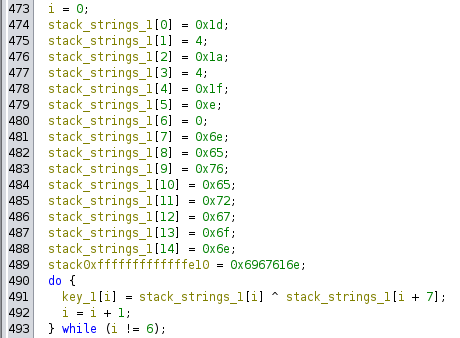 473 i = 0;
474 stack_strings_1[0] = 0x1d;
475 stack_strings_1[1] = 4;
476 stack_strings_1[2] = 0x1a;
477 stack_strings_1[3] = 4;
478 stack_strings_1[4] = 0x1f;
479 stack_strings_1[5] = 0xe;
480 stack_strings_1[6] = 0;
481 stack_strings_1[7] = 0x6e;
482 stack_strings_1[8] = 0x65;
483 stack_strings_1[9] = 0x76;
484 stack_strings_1[10] = 0x65;
485 stack_strings_1[11] = 0x72;
486 stack_strings_1[12] = 0x67;
487 stack_strings_1[13] = 0x6f;
488 stack_strings_1[14] = 0x6e;
489 stack0xfffffffffffffe10 = 0x6967616e;
490 do {
491 key_1[i] = stack_strings_1[i] ^ stack_strings_1[i + 7];
492 i = i + 1;
493 } while (i != 6);